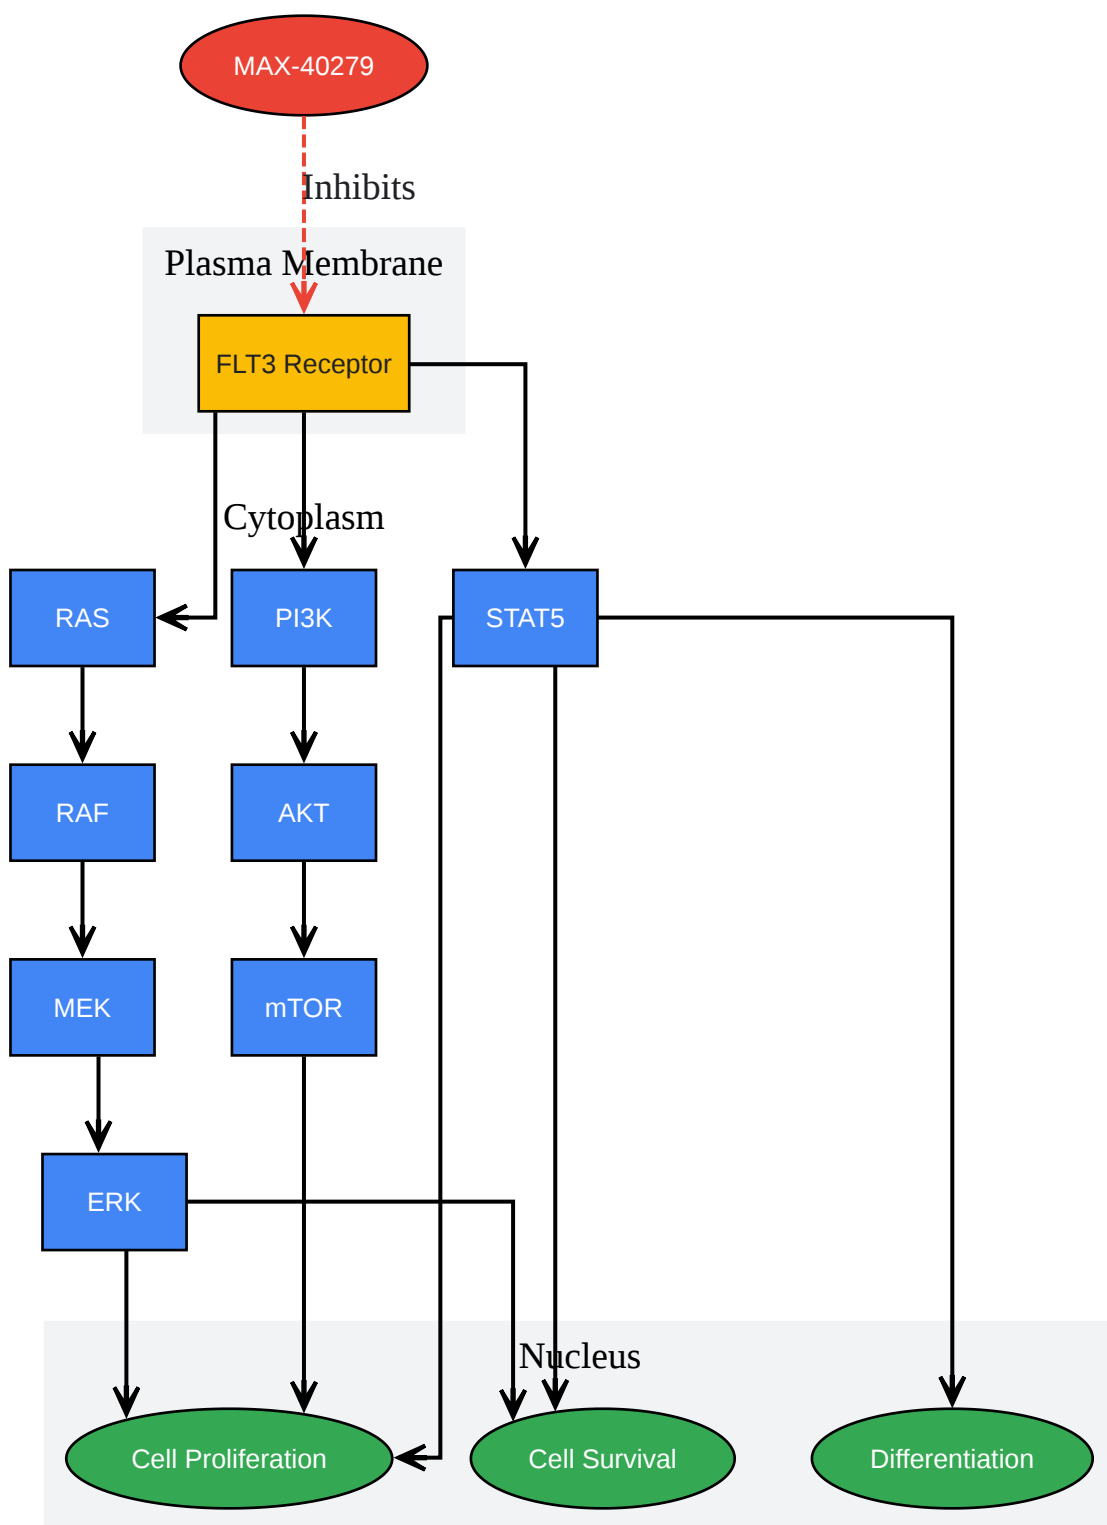 MAX-40279
Inhibits
Plasma Membrane
FLT3 Receptor
Cytoplasm
RAS
PI3K
STAT5
RAF
AKT
MEK
mTOR
ERK
Nucleus
Cell Proliferation
Cell Survival
Differentiation